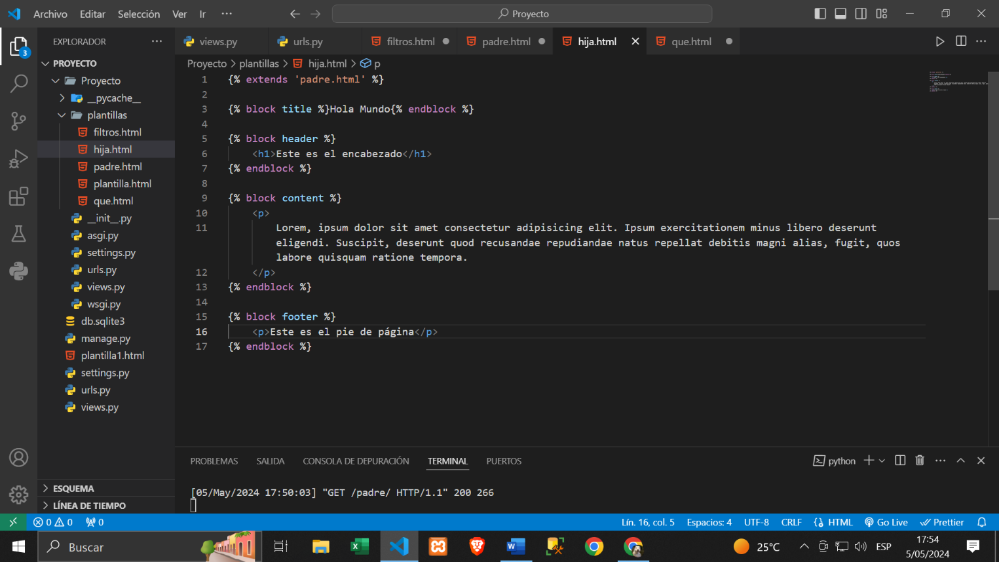 Archivo Editar Selección Ver Ir ··· Proyecto
EXPLORADOR ··· views.py urls.py filtros.html padre.html hija.html que.html
PROYECTO
Proyecto
__pycache__
plantillas
filtros.html
hija.html
padre.html
plantilla.html
que.html
__init__.py
asgi.py
settings.py
urls.py
views.py
wsgi.py
db.sqlite3
manage.py
plantilla1.html
settings.py
urls.py
views.py
ESQUEMA
LÍNEA DE TIEMPO
Proyecto > plantillas > hija.html > p
1 {% extends 'padre.html' %}
2
3 {% block title %}Hola Mundo{% endblock %}
4
5 {% block header %}
6 <h1>Este es el encabezado</h1>
7 {% endblock %}
8
9 {% block content %}
10 <p>
11 Lorem, ipsum dolor sit amet consectetur adipisicing elit. Ipsum exercitationem minus libero deserunt
eligendi. Suscipit, deserunt quod recusandae repudiandae natus repellat debitis magni alias, fugit, quos
labore quisquam ratione tempora.
12 </p>
13 {% endblock %}
14
15 {% block footer %}
16 <p>Este es el pie de página</p>
17 {% endblock %}
PROBLEMAS SALIDA CONSOLA DE DEPURACIÓN TERMINAL PUERTOS python
[05/May/2024 17:50:03] "GET /padre/ HTTP/1.1" 200 266
0 0 0 Lín. 16, col. 5 Espacios: 4 UTF-8 CRLF HTML Go Live Prettier
Buscar 25°C ESP 17:54
5/05/2024
3